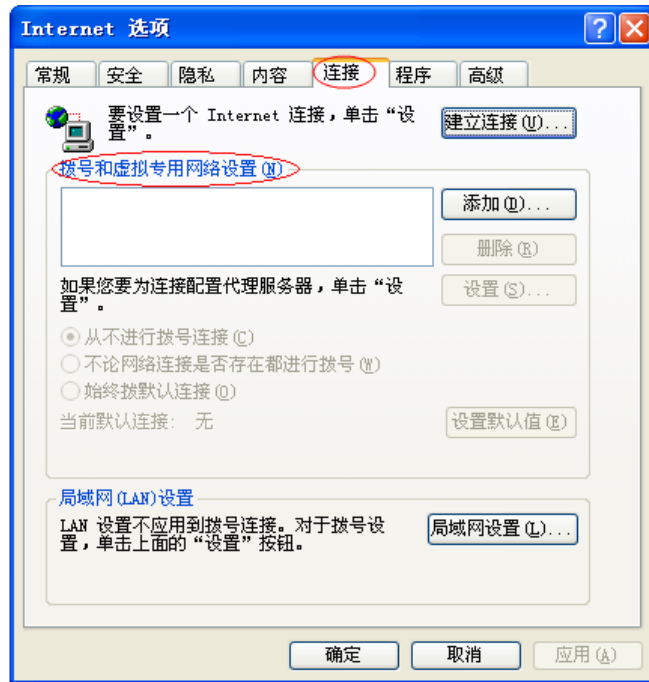 Internet 选项
常规 安全 隐私 内容 连接 程序 高级
要设置一个 Internet 连接，单击“设
置”。
建立连接(U)...
拨号和虚拟专用网络设置(N)
添加(D)...
删除(R)
如果您要为连接配置代理服务器，单击“设
置”。
设置(S)...
从不进行拨号连接(C)
不论网络连接是否存在都进行拨号(W)
始终拨默认连接(O)
当前默认连接: 无
设置默认值(E)
局域网(LAN)设置
LAN 设置不应用到拨号连接。对于拨号设
置，单击上面的“设置”按钮。
局域网设置(L)...
确定 取消 应用(A)